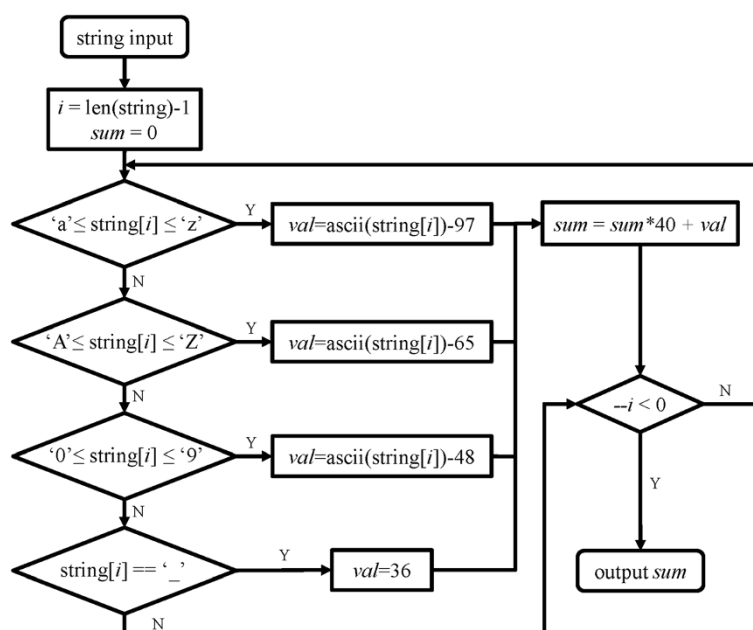 string input
i = len(string)-1
sum = 0
‘a’≤ string[i] ≤ ‘z’
Y
val=ascii(string[i])-97
sum = sum*40 + val
N
‘A’≤ string[i] ≤ ‘Z’
Y
val=ascii(string[i])-65
--i < 0
N
N
‘0’≤ string[i] ≤ ‘9’
Y
val=ascii(string[i])-48
Y
N
string[i] == ‘_’
Y
val=36
output sum
N